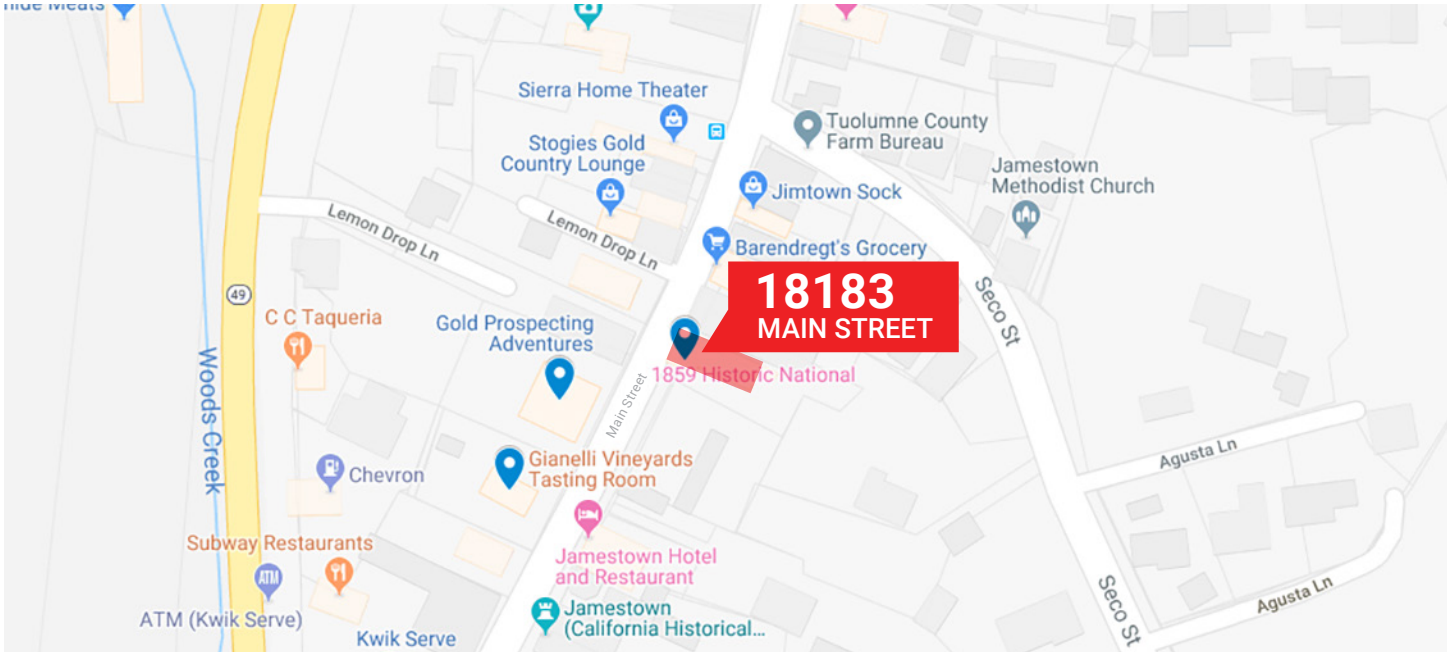 Meats
Sierra Home Theater
Tuolumne County
Farm Bureau
Stogies Gold
Country Lounge
Jamestown
Methodist Church
Jimtown Sock
Lemon Drop Ln
Lemon Drop Ln
Barendregt's Grocery
18183
MAIN STREET
Seco St
49
C C Taqueria
Gold Prospecting
Adventures
1859 Historic National
Main Street
Woods Creek
Agusta Ln
Gianelli Vineyards
Tasting Room
Chevron
Subway Restaurants
Jamestown Hotel
and Restaurant
ATM
ATM (Kwik Serve)
Kwik Serve
Jamestown
(California Historical...
Seco St
Agusta Ln